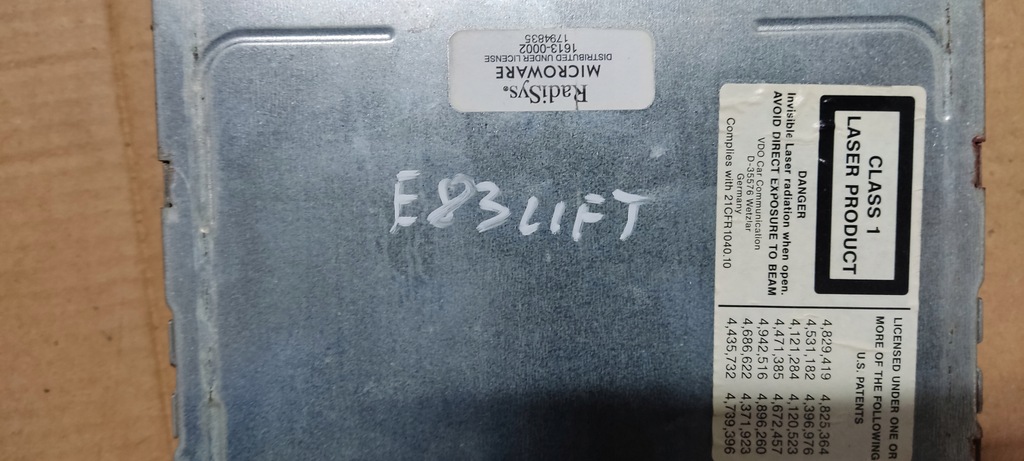 RadiSys®
MICROWARE
DISTRIBUTED UNDER LICENSE
1613-0002
1794835
E83 LIFT
CLASS 1
LASER PRODUCT
DANGER
Invisible Laser radiation when open.
AVOID DIRECT EXPOSURE TO BEAM
VDO Car Communication
D-35576 Wetzlar
Germany
Complies with 21CFR1040.10
LICENSED UNDER ONE OR
MORE OF THE FOLLOWING
U.S. PATENTS
4,829,419 4,825,364
4,531,182 4,396,976
4,121,284 4,120,523
4,471,385 4,672,457
4,942,516 4,896,260
4,686,622 4,371,923
4,435,732 4,739,396